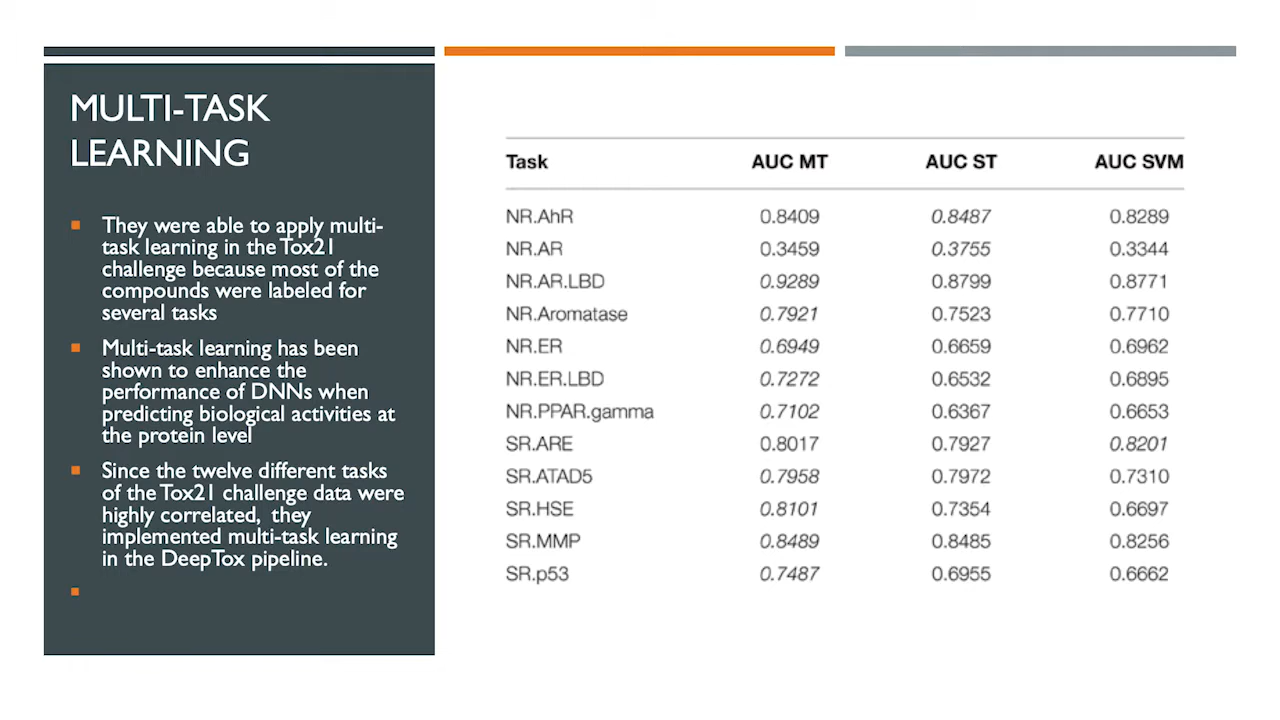 MULTI-TASK
LEARNING
They were able to apply multi-
task learning in the Tox21
challenge because most of the
compounds were labeled for
several tasks
Multi-task learning has been
shown to enhance the
performance of DNNs when
predicting biological activities at
the protein level
Since the twelve different tasks
of the Tox21 challenge data were
highly correlated, they
implemented multi-task learning
in the DeepTox pipeline.
Task AUC MT AUC ST AUC SVM
NR.AhR 0.8409 0.8487 0.8289
NR.AR 0.3459 0.3755 0.3344
NR.AR.LBD 0.9289 0.8799 0.8771
NR.Aromatase 0.7921 0.7523 0.7710
NR.ER 0.6949 0.6659 0.6962
NR.ER.LBD 0.7272 0.6532 0.6895
NR.PPAR.gamma 0.7102 0.6367 0.6653
SR.ARE 0.8017 0.7927 0.8201
SR.ATAD5 0.7958 0.7972 0.7310
SR.HSE 0.8101 0.7354 0.6697
SR.MMP 0.8489 0.8485 0.8256
SR.p53 0.7487 0.6955 0.6662